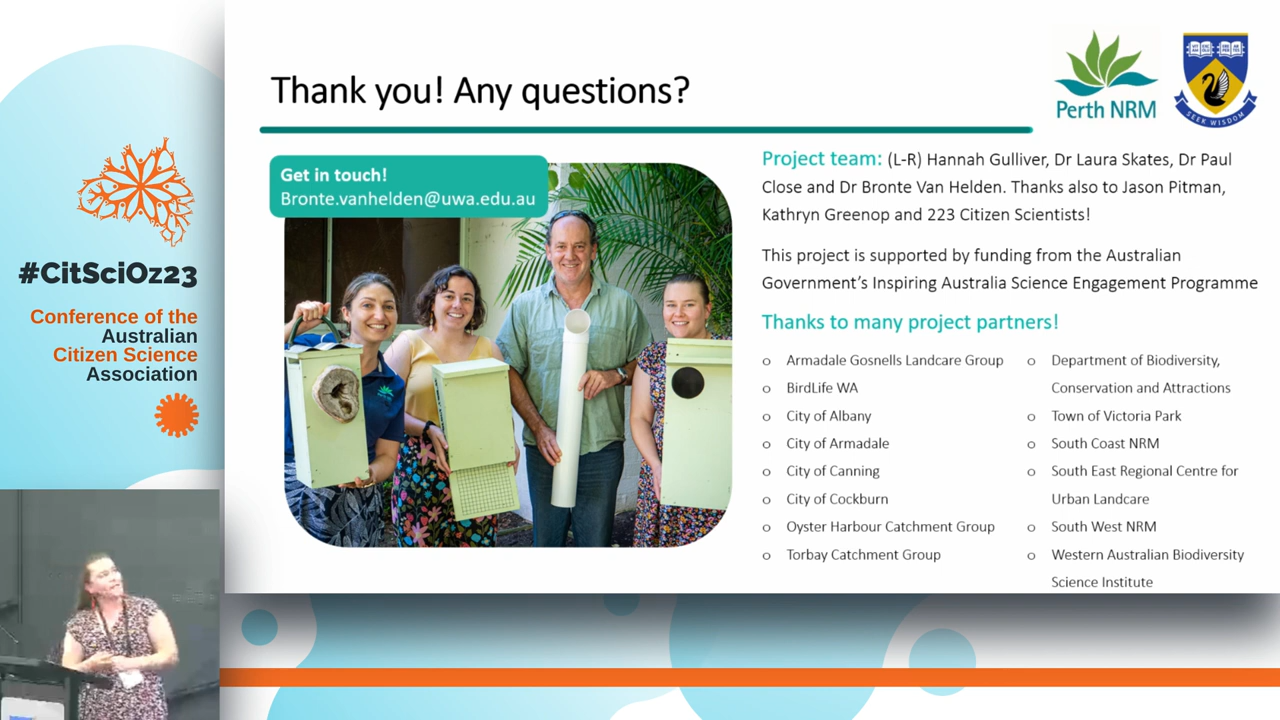 Thank you! Any questions?
Perth NRM
SEEK WISDOM
Get in touch!
Bronte.vanhelden@uwa.edu.au
Project team: (L-R) Hannah Gulliver, Dr Laura Skates, Dr Paul
Close and Dr Bronte Van Helden. Thanks also to Jason Pitman,
Kathryn Greenop and 223 Citizen Scientists!
This project is supported by funding from the Australian
Government's Inspiring Australia Science Engagement Programme
Thanks to many project partners!
o Armadale Gosnells Landcare Group
o BirdLife WA
o City of Albany
o City of Armadale
o City of Canning
o City of Cockburn
o Oyster Harbour Catchment Group
o Torbay Catchment Group
o Department of Biodiversity,
Conservation and Attractions
o Town of Victoria Park
o South Coast NRM
o South East Regional Centre for
Urban Landcare
o South West NRM
o Western Australian Biodiversity
Science Institute
#CitSciOz23
Conference of the
Australian
Citizen Science
Association